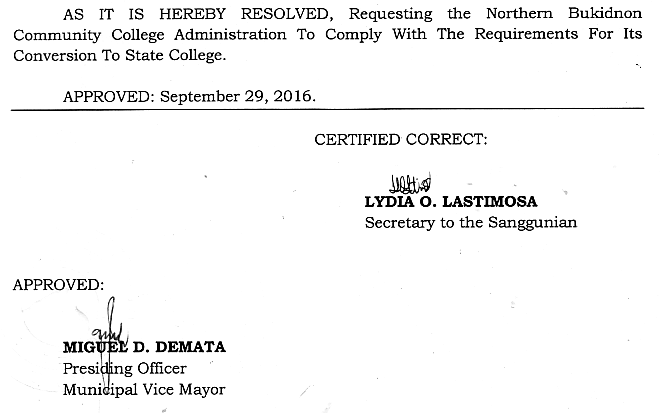 AS IT IS HEREBY RESOLVED, Requesting the Northern Bukidnon
Community College Administration To Comply With The Requirements For Its
Conversion To State College.
APPROVED: September 29, 2016.
CERTIFIED CORRECT:
LYDIA O. LASTIMOSA
Secretary to the Sanggunian
APPROVED:
MIGUEL D. DEMATA
Presiding Officer
Municipal Vice Mayor